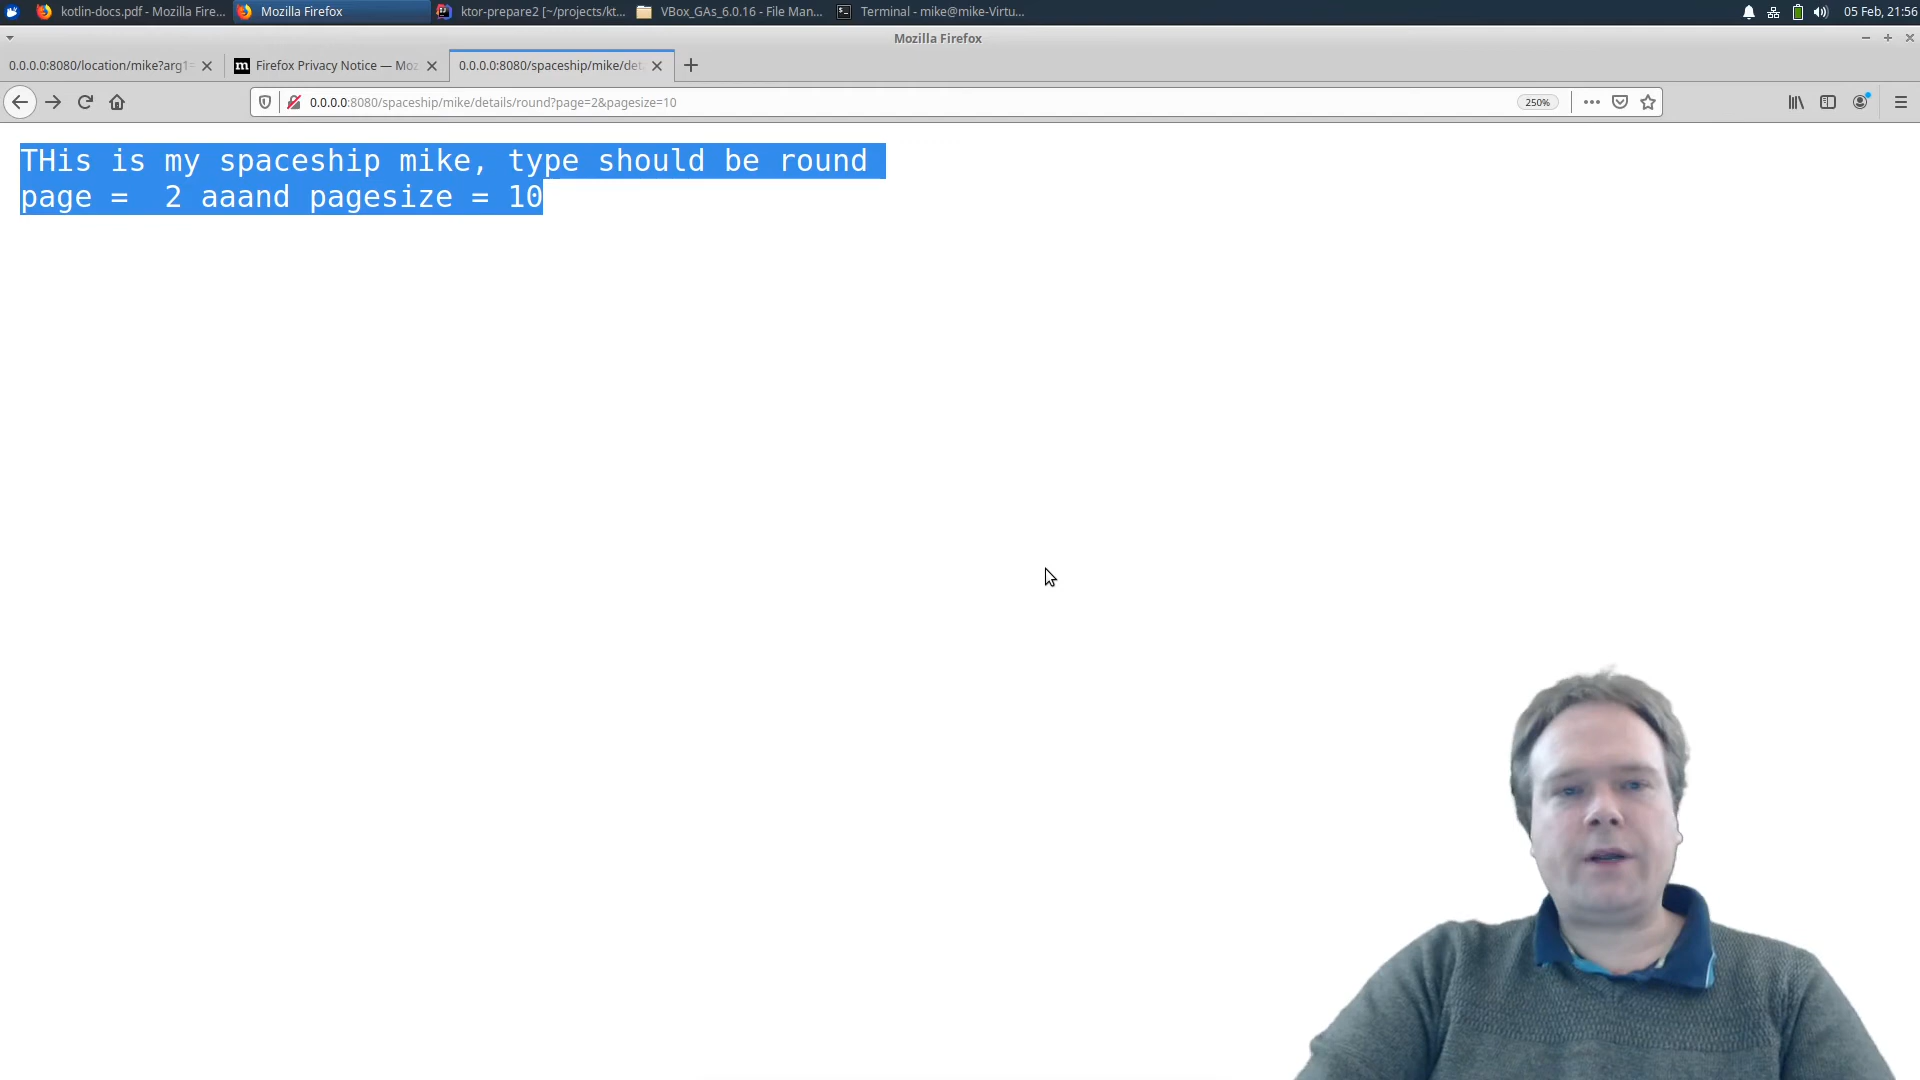 kotlin-docs.pdf - Mozilla Fire...
Mozilla Firefox
ktor-prepare2 [~/projects/kt...
VBox_GAs_6.0.16 - File Man...
Terminal - mike@mike-Virtu...
05 Feb, 21:56
Mozilla Firefox
0.0.0.0:8080/location/mike?arg1=
m
Firefox Privacy Notice — Moz
0.0.0.0:8080/spaceship/mike/det
0.0.0.0:8080/spaceship/mike/details/round?page=2&pagesize=10
250%
THis is my spaceship mike, type should be round
page =  2 aaand pagesize = 10